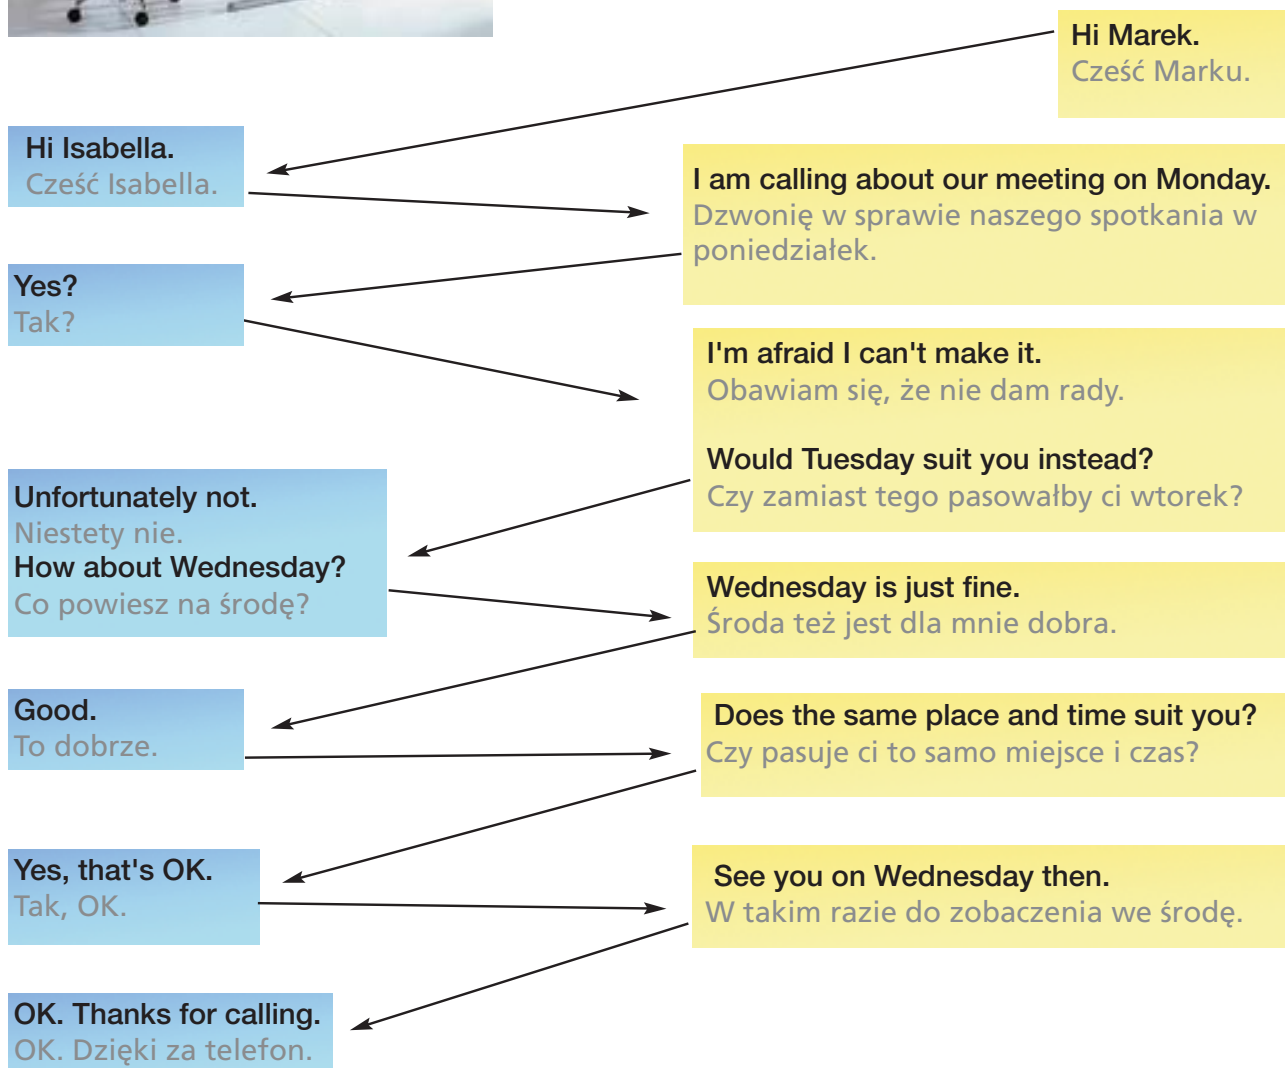 Hi Marek.
Cześć Marku.
Hi Isabella.
Cześć Isabella.
I am calling about our meeting on Monday.
Dzwonię w sprawie naszego spotkania w
poniedziałek.
Yes?
Tak?
I'm afraid I can't make it.
Obawiam się, że nie dam rady.
Would Tuesday suit you instead?
Czy zamiast tego pasowałby ci wtorek?
Unfortunately not.
Niestety nie.
How about Wednesday?
Co powiesz na środę?
Wednesday is just fine.
Środa też jest dla mnie dobra.
Good.
To dobrze.
Does the same place and time suit you?
Czy pasuje ci to samo miejsce i czas?
Yes, that's OK.
Tak, OK.
See you on Wednesday then.
W takim razie do zobaczenia we środę.
OK. Thanks for calling.
OK. Dzięki za telefon.